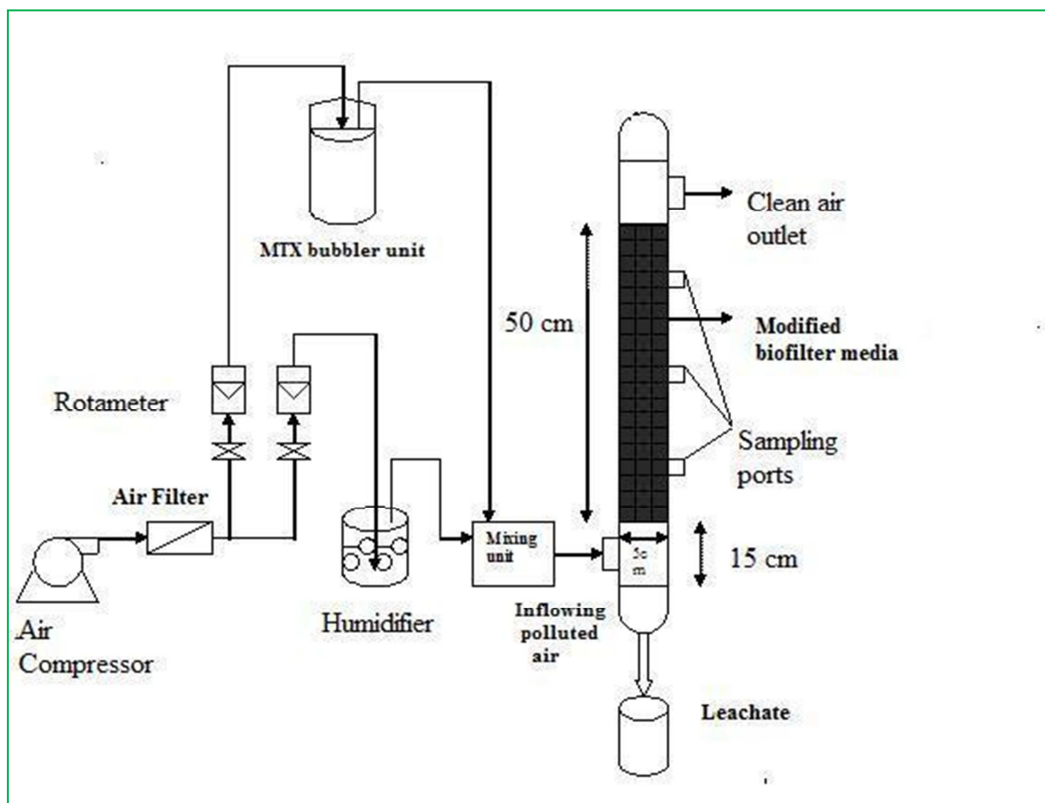 MTX bubbler unit
Clean air
outlet
50 cm
Modified
biofilter media
Rotameter
Sampling
ports
Air Filter
Mixing
unit
5c
m
15 cm
Humidifier
Inflowing
polluted
air
Air
Compressor
Leachate